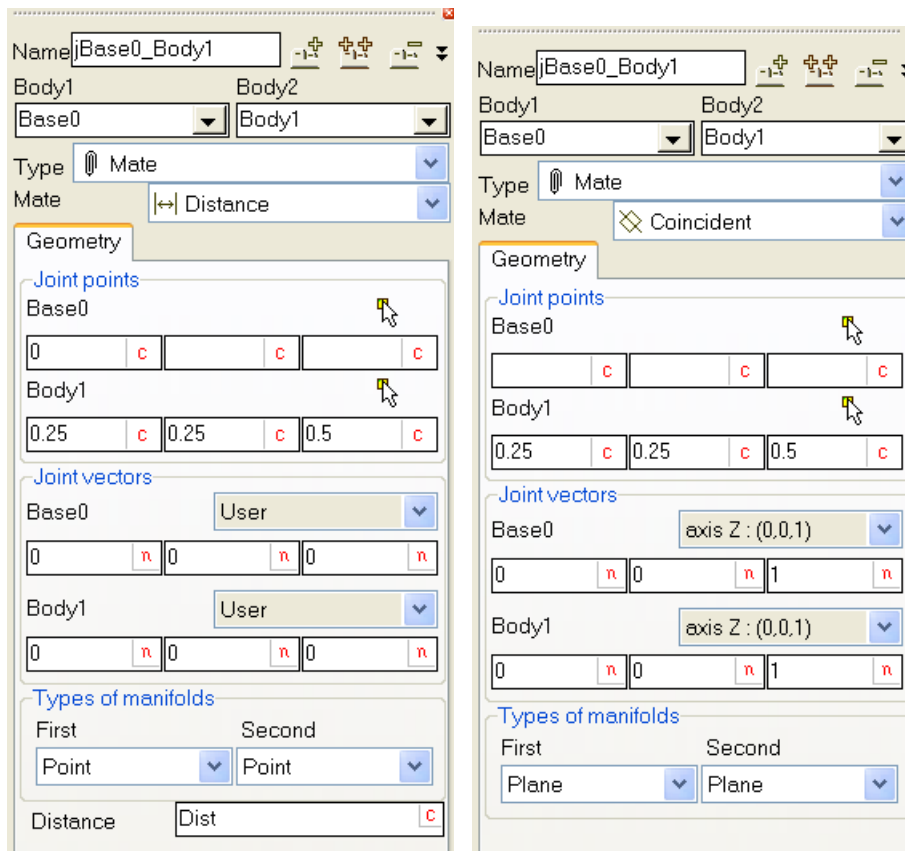 Name jBase0_Body1
Body1 Body2
Base0 Body1
Type Mate
Mate Distance
Geometry
Joint points
Base0
0 c c c
Body1
0.25 c 0.25 c 0.5 c
Joint vectors
Base0 User
0 n 0 n 0 n
Body1 User
0 n 0 n 0 n
Types of manifolds
First Second
Point Point
Distance Dist c
Name jBase0_Body1
Body1 Body2
Base0 Body1
Type Mate
Mate Coincident
Geometry
Joint points
Base0
c c c
Body1
0.25 c 0.25 c 0.5 c
Joint vectors
Base0 axis Z : (0,0,1)
0 n 0 n 1 n
Body1 axis Z : (0,0,1)
0 n 0 n 1 n
Types of manifolds
First Second
Plane Plane